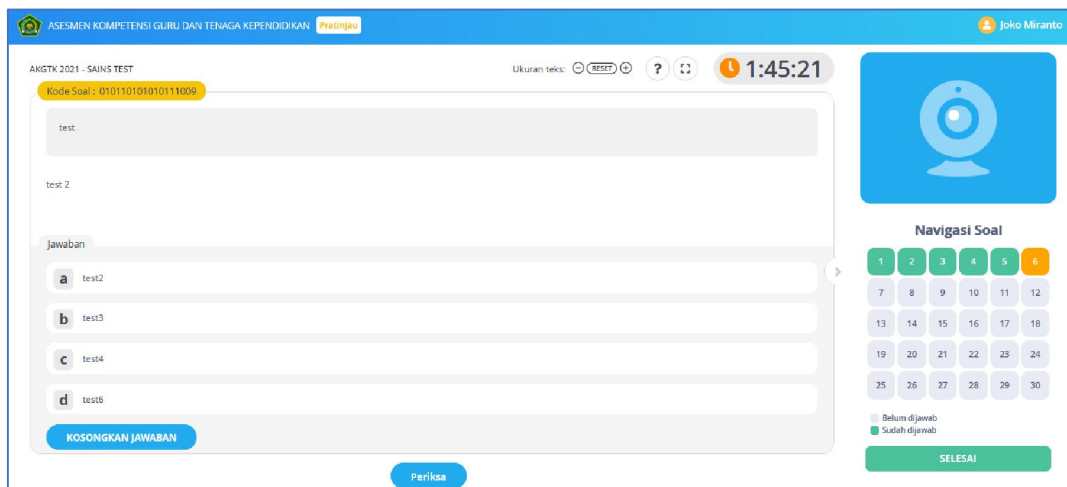 ASESMEN KOMPETENSI GURU DAN TENAGA KEPENDIDIKAN Pratinjau
Joko Miranto
AKGTK 2021 - SAINS TEST
Ukuran teks: RESET ? 1:45:21
Kode Soal : 010110101010111009
test
test 2
Jawaban
a test2
b test3
c test4
d test6
KOSONGKAN JAWABAN
Periksa
Navigasi Soal
1 2 3 4 5 6
7 8 9 10 11 12
13 14 15 16 17 18
19 20 21 22 23 24
25 26 27 28 29 30
Belum dijawab
Sudah dijawab
SELESAI